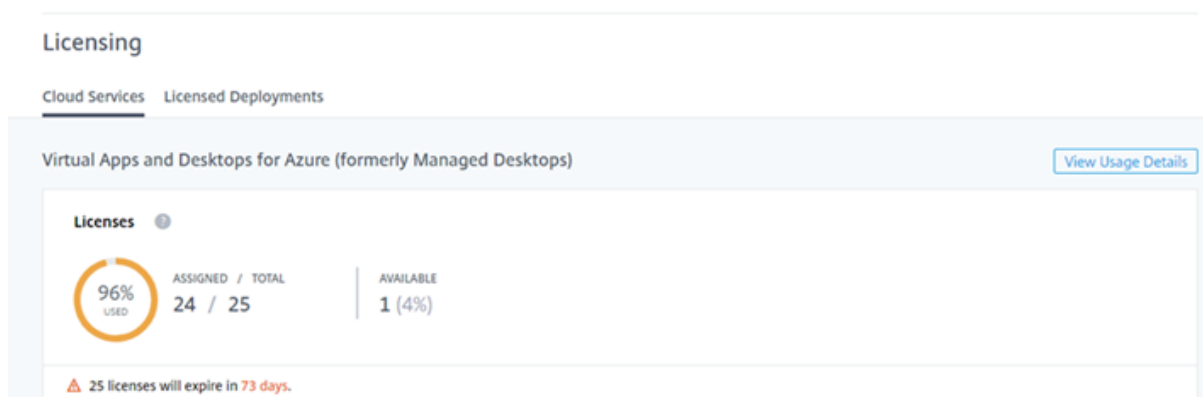 Licensing
Cloud Services Licensed Deployments
Virtual Apps and Desktops for Azure (formerly Managed Desktops)
View Usage Details
Licenses ?
96%
USED
ASSIGNED / TOTAL
24 / 25
AVAILABLE
1 (4%)
25 licenses will expire in 73 days.